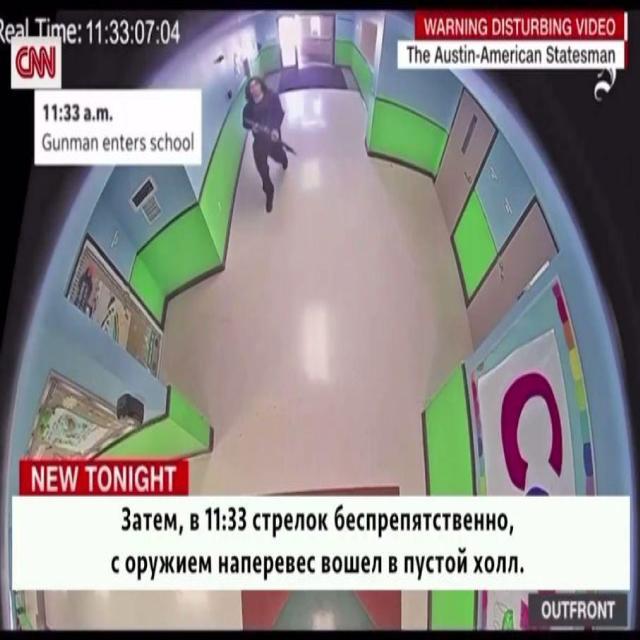 Real Time: 11:33:07:04
WARNING DISTURBING VIDEO
The Austin-American Statesman
CNN
11:33 a.m.
Gunman enters school
C
NEW TONIGHT
Затем, в 11:33 стрелок беспрепятственно,
с оружием наперевес вошел в пустой холл.
OUTFRONT